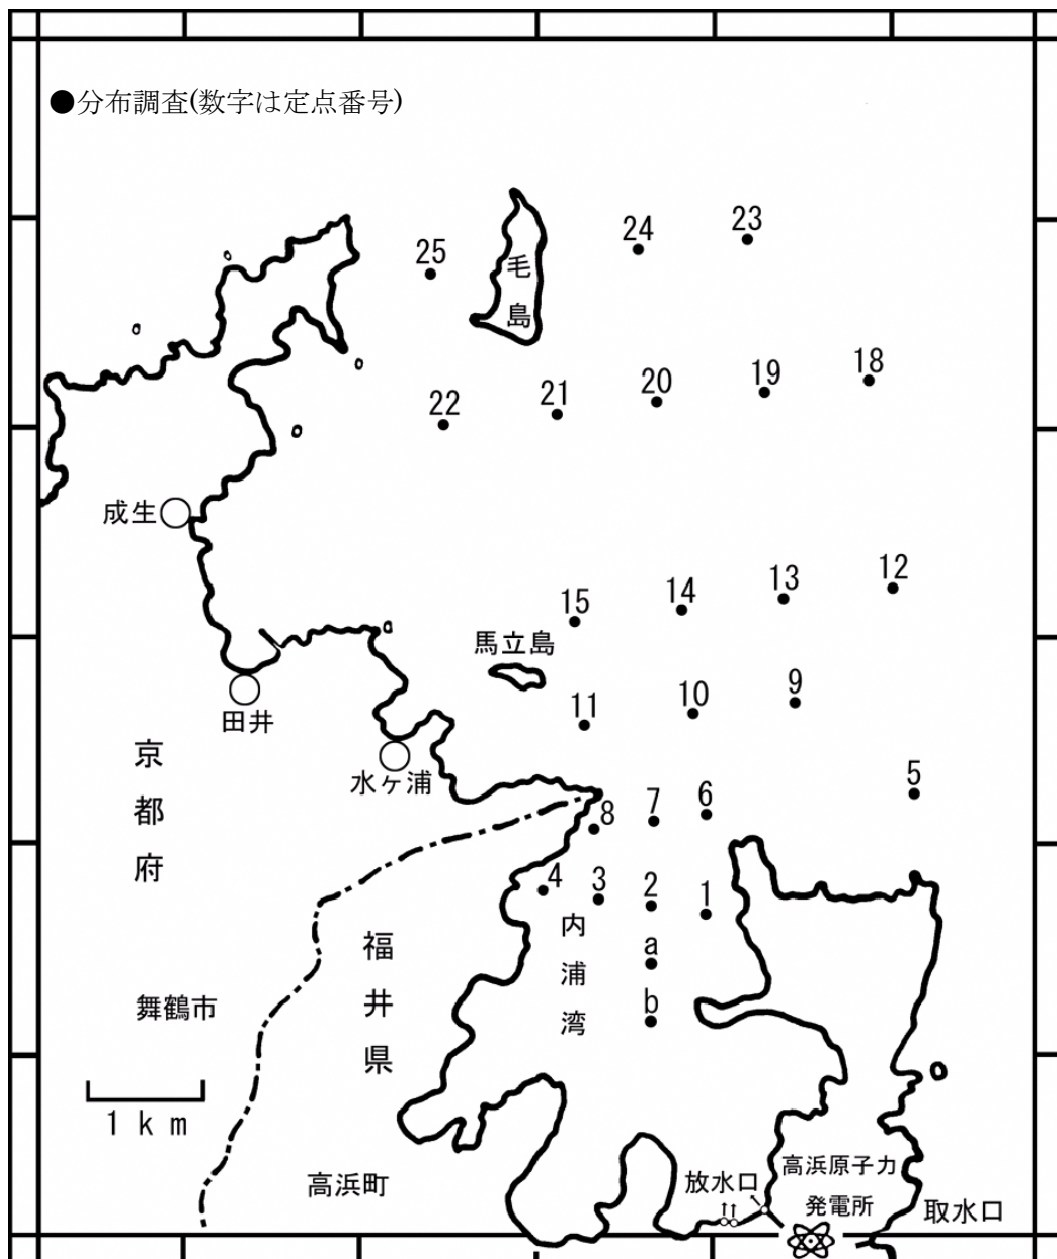 ●分布調査(数字は定点番号)
23
24
25
毛島
18
19
20
21
22
成生
12
13
14
15
馬立島
田井
9
10
11
京都府
水ヶ浦
5
6
7
8
4
3
2
1
内浦湾
a
福井県
舞鶴市
b
1km
高浜町
放水口
高浜原子力
発電所
取水口